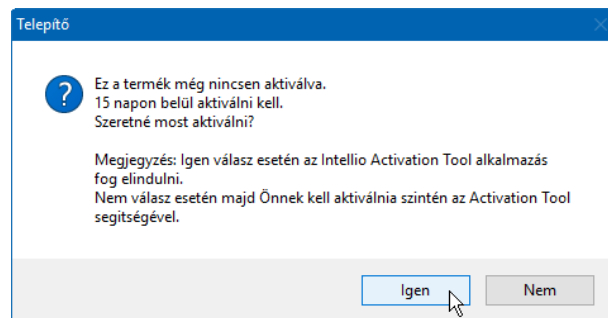 Telepítő
Ez a termék még nincsen aktiválva.
15 napon belül aktiválni kell.
Szeretné most aktiválni?
Megjegyzés: Igen válasz esetén az Intellio Activation Tool alkalmazás
fog elindulni.
Nem válasz esetén majd Önnek kell aktiválnia szintén az Activation Tool
segitségével.
Igen
Nem